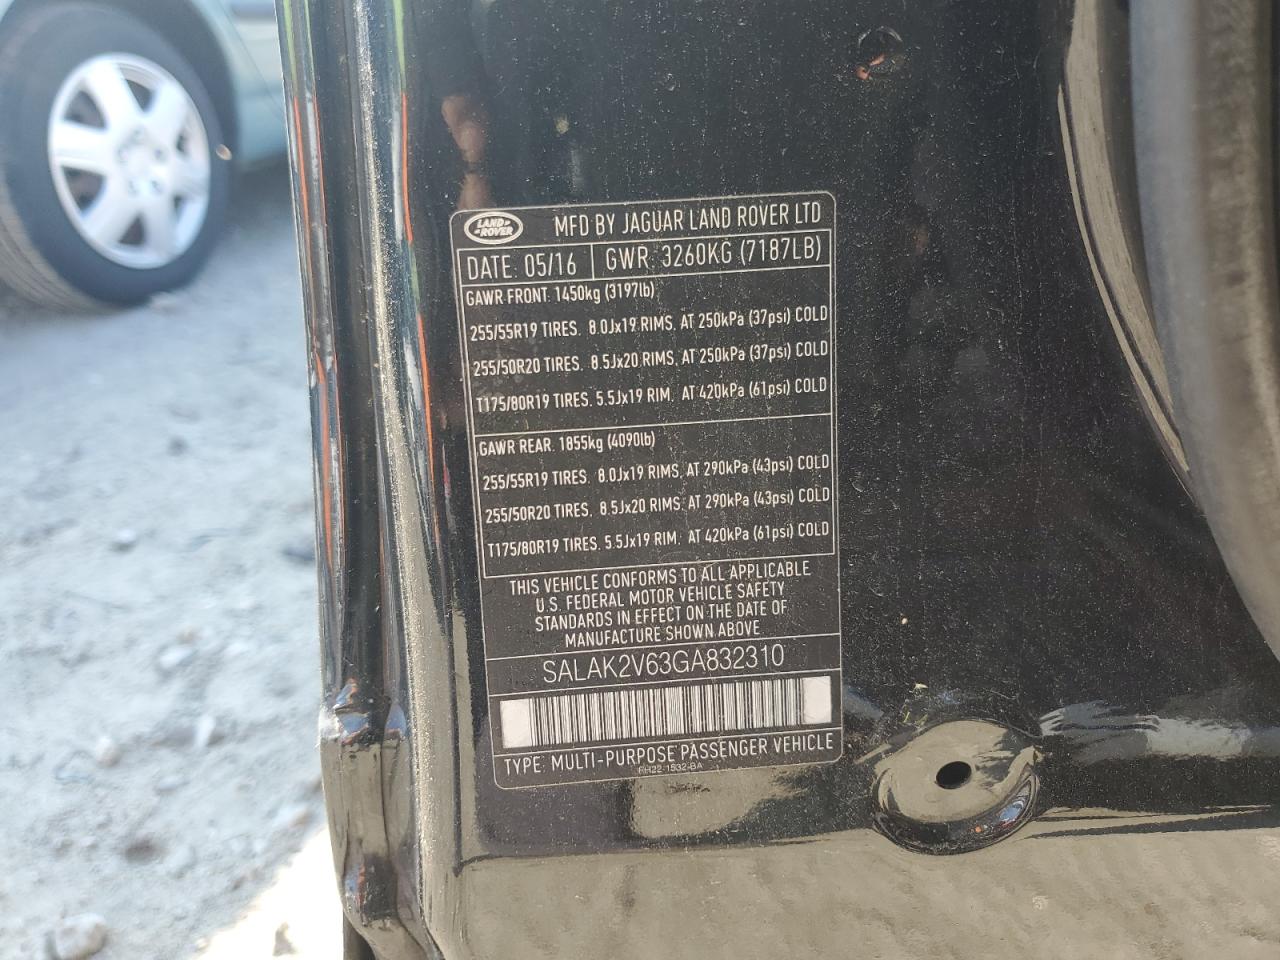 LAND ROVER
MFD BY JAGUAR LAND ROVER LTD
DATE: 05/16 GWR: 3260KG (7187LB)
GAWR FRONT. 1450kg (3197lb)
255/55R19 TIRES. 8.0Jx19 RIMS, AT 250kPa (37psi) COLD
255/50R20 TIRES. 8.5Jx20 RIMS, AT 250kPa (37psi) COLD
T175/80R19 TIRES. 5.5Jx19 RIM. AT 420kPa (61psi) COLD
GAWR REAR. 1855kg (4090lb)
255/55R19 TIRES. 8.0Jx19 RIMS, AT 290kPa (43psi) COLD
255/50R20 TIRES. 8.5Jx20 RIMS, AT 290kPa (43psi) COLD
T175/80R19 TIRES. 5.5Jx19 RIM. AT 420kPa (61psi) COLD
THIS VEHICLE CONFORMS TO ALL APPLICABLE
U.S. FEDERAL MOTOR VEHICLE SAFETY
STANDARDS IN EFFECT ON THE DATE OF
MANUFACTURE SHOWN ABOVE
SALAK2V63GA832310
TYPE: MULTI-PURPOSE PASSENGER VEHICLE
FH22-1532-BA